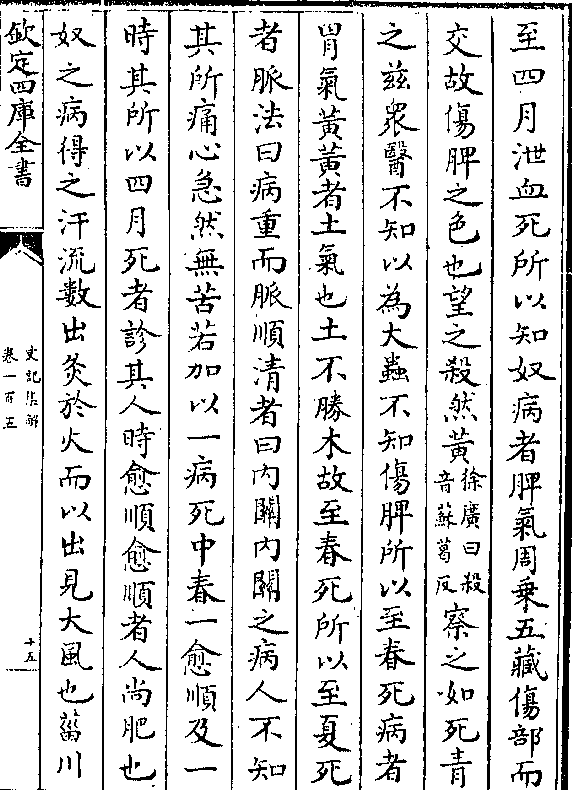 至四月泄血死所以知奴病者脾氣周乗五藏傷部而
交故傷脾之色也望之殺然黄徐廣曰殺音蘇葛反察之如死青
之兹衆醫不知以為大蟲不知傷脾所以至春死病者
胃氣黄黄者土氣也土不勝木故至春死所以至夏死
者脈法曰病重而脈順清者曰内關内關之病人不知
其所痛心急然無苦若加以一病死中春一愈順及一
時其所以四月死者診其人時愈順愈順者人尚肥也
奴之病得之汗流數出炙於火而以出見大風也菑川
欽定四庫全書
史記集解
卷一百五
十五